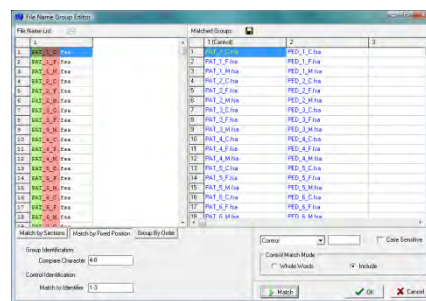 File Name Group Editor
File Name List:
Matched Groups:
1
1 (Control) 2 3
1 PAT_1_C.fsa
2 PAT_1_F.fsa
3 PAT_1_M.fsa
4 PAT_2_C.fsa
5 PAT_2_F.fsa
6 PAT_2_M.fsa
7 PAT_3_C.fsa
8 PAT_3_F.fsa
9 PAT_3_M.fsa
10 PAT_4_C.fsa
11 PAT_4_F.fsa
12 PAT_4_M.fsa
13 PAT_5_C.fsa
14 PAT_5_F.fsa
15 PAT_5_M.fsa
16 PAT_6_C.fsa
17 PAT_6_F.fsa
18 PAT_6_M.fsa
1 PAT_1_C.fsa PED_1_C.fsa
2 PAT_1_F.fsa PED_1_F.fsa
3 PAT_1_M.fsa PED_1_M.fsa
4 PAT_2_C.fsa PED_2_C.fsa
5 PAT_2_F.fsa PED_2_F.fsa
6 PAT_2_M.fsa PED_2_M.fsa
7 PAT_3_C.fsa PED_3_C.fsa
8 PAT_3_F.fsa PED_3_F.fsa
9 PAT_3_M.fsa PED_3_M.fsa
10 PAT_4_C.fsa PED_4_C.fsa
11 PAT_4_F.fsa PED_4_F.fsa
12 PAT_4_M.fsa PED_4_M.fsa
13 PAT_5_C.fsa PED_5_C.fsa
14 PAT_5_F.fsa PED_5_F.fsa
15 PAT_5_M.fsa PED_5_M.fsa
16 PAT_6_C.fsa PED_6_C.fsa
17 PAT_6_F.fsa PED_6_F.fsa
18 PAT_6_M.fsa PED_6_M.fsa
Match by Sections Match by Fixed Position Group By Order
Group Identification:
Compare Character 4-8
Control Identification:
Match to Identifier 1-3
Control Case Sensitive
Control Match Mode
Whole Words Include
Match OK Cancel